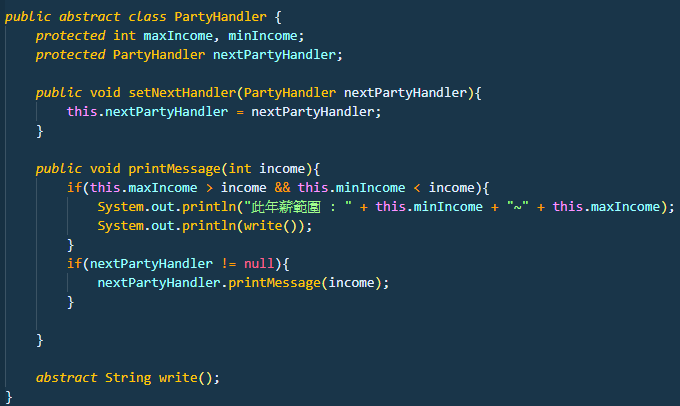 public abstract class PartyHandler {
protected int maxIncome, minIncome;
protected PartyHandler nextPartyHandler;
public void setNextHandler(PartyHandler nextPartyHandler){
this.nextPartyHandler = nextPartyHandler;
}
public void printMessage(int income){
if(this.maxIncome > income && this.minIncome < income){
System.out.println("此年薪範圍 : " + this.minIncome + "~" + this.maxIncome);
System.out.println(write());
}
if(nextPartyHandler != null){
nextPartyHandler.printMessage(income);
}
}
abstract String write();
}